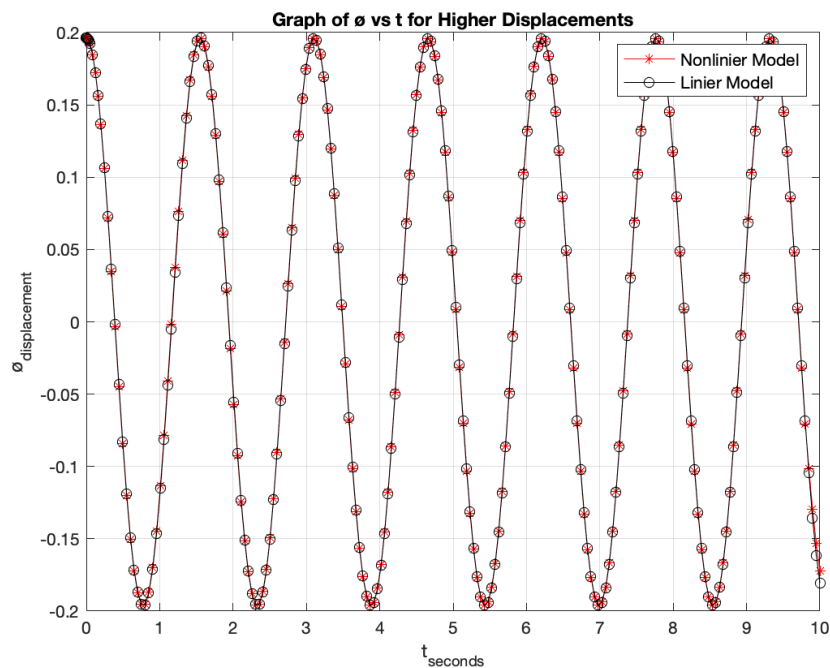 Graph of ø vs t for Higher Displacements
Nonlinier Model
Linier Model
0.2
0.15
0.1
0.05
0
-0.05
-0.1
-0.15
-0.2
ødisplacement
0 1 2 3 4 5 6 7 8 9 10
tseconds